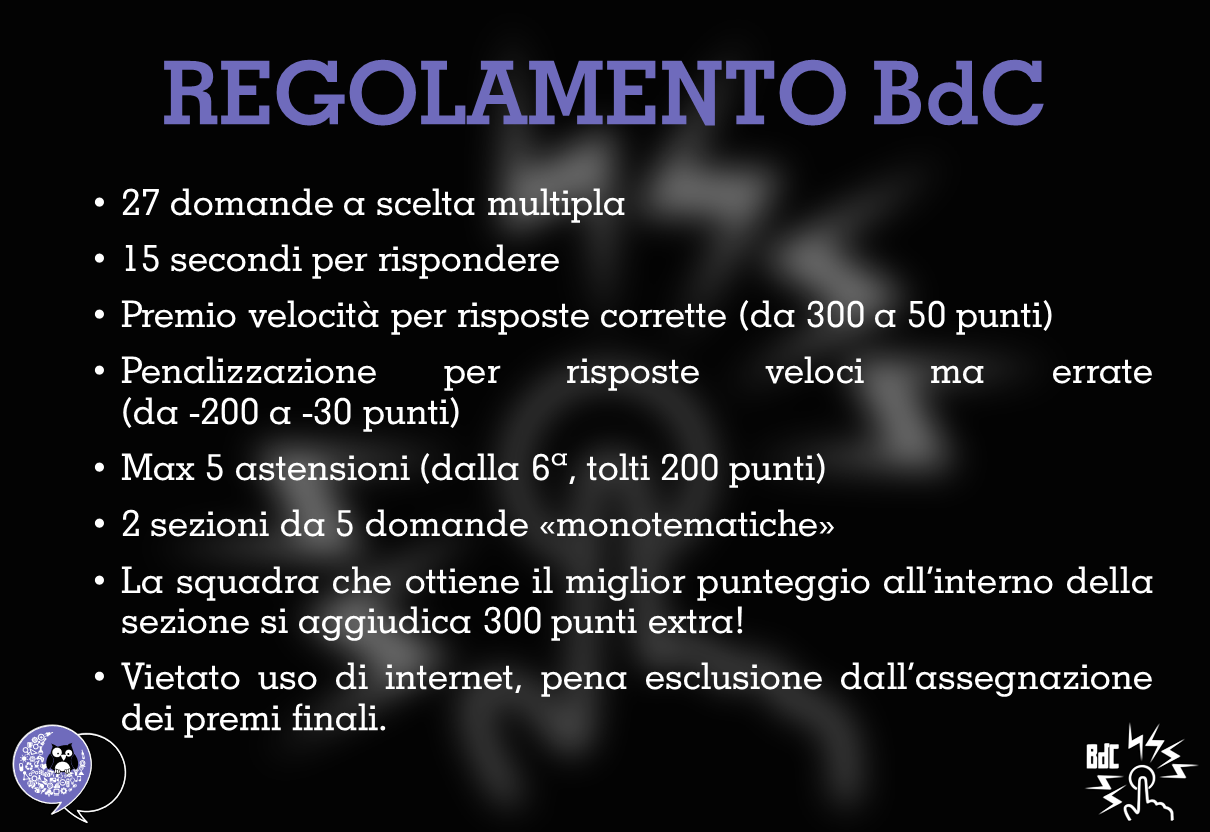 REGOLAMENTO BdC
• 27 domande a scelta multipla
• 15 secondi per rispondere
• Premio velocità per risposte corrette (da 300 a 50 punti)
• Penalizzazione per risposte veloci ma errate
(da -200 a -30 punti)
• Max 5 astensioni (dalla 6ª, tolti 200 punti)
• 2 sezioni da 5 domande «monotematiche»
• La squadra che ottiene il miglior punteggio all’interno della
sezione si aggiudica 300 punti extra!
• Vietato uso di internet, pena esclusione dall’assegnazione
dei premi finali.
BdC